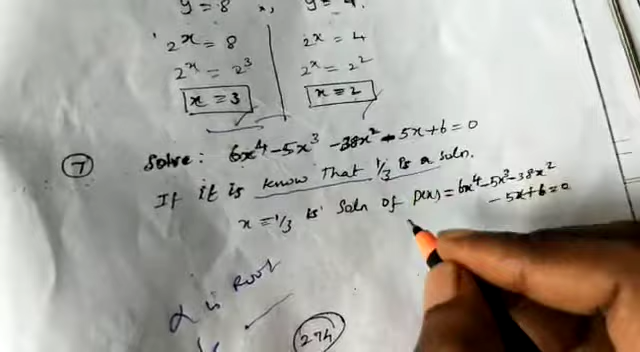 y = 8 , y = 4.
2^x = 8 2^x = 4
2^x = 2^3 2^x = 2^2
x = 3 x = 2
7 Solve: 6x^4 - 5x^3 - 38x^2 - 5x + 6 = 0
If it is know that 1/3 is a soln.
x = 1/3 is soln of P(x) = 6x^4 - 5x^3 - 38x^2
- 5x + 6 = 0
α is Root
274